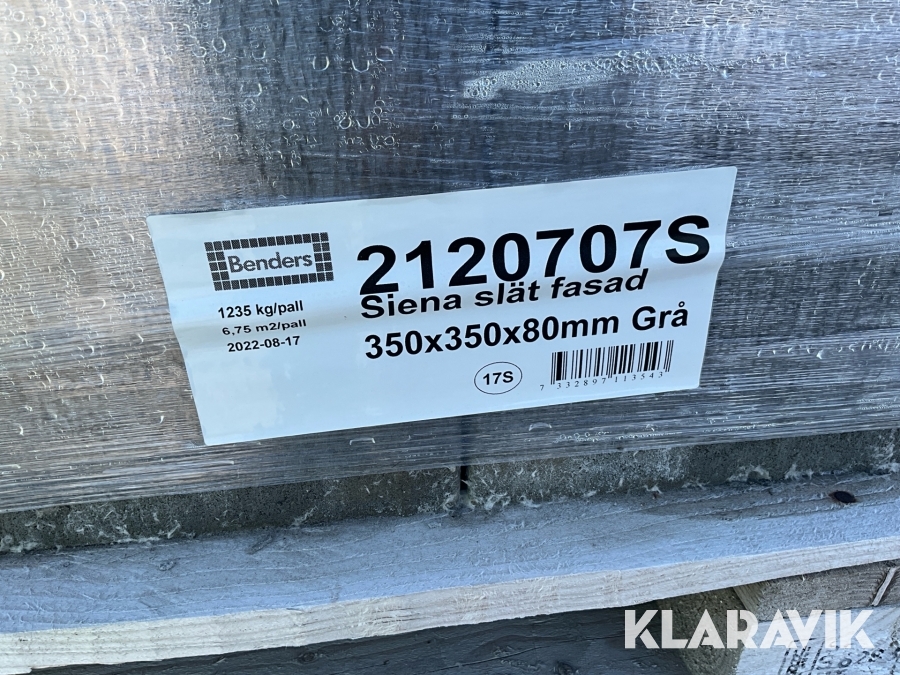 Benders
2120707S
Siena slät fasad
1235 kg/pall
6,75 m2/pall
2022-08-17
350x350x80mm Grå
17S
7 332897 113543
KLARAVIK